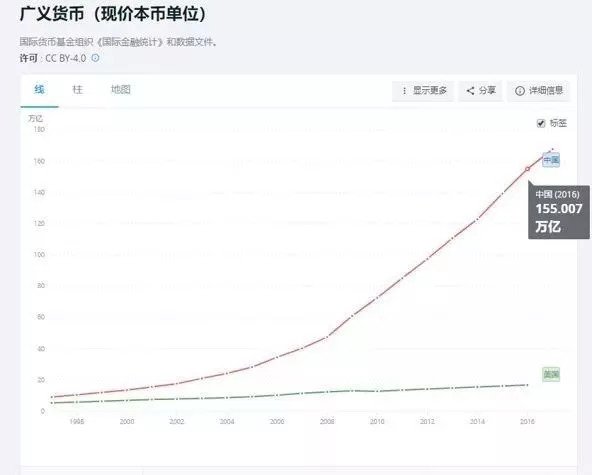 广义货币（现价本币单位）
国际货币基金组织《国际金融统计》和数据文件。
许可 : CC BY-4.0
线 柱 地图 显示更多 分享 详细信息
万亿
标签
180
160
140
120
100
80
60
40
20
0
中国
中国 (2016)
155.007
万亿
美国
1998 2000 2002 2004 2006 2008 2010 2012 2014 2016